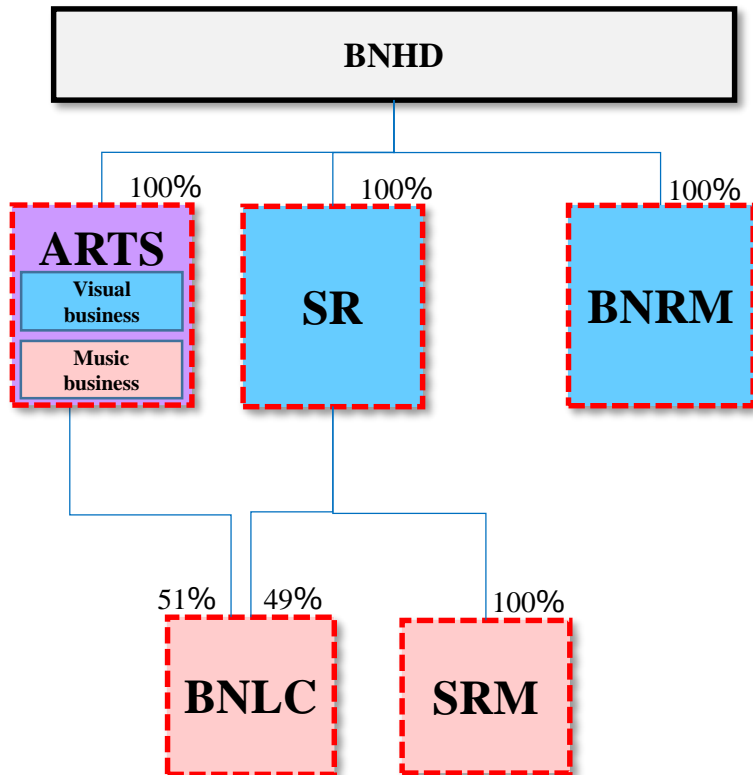 BNHD
100%
100%
100%
ARTS
Visual
business
Music
business
SR
BNRM
51%
49%
100%
BNLC
SRM